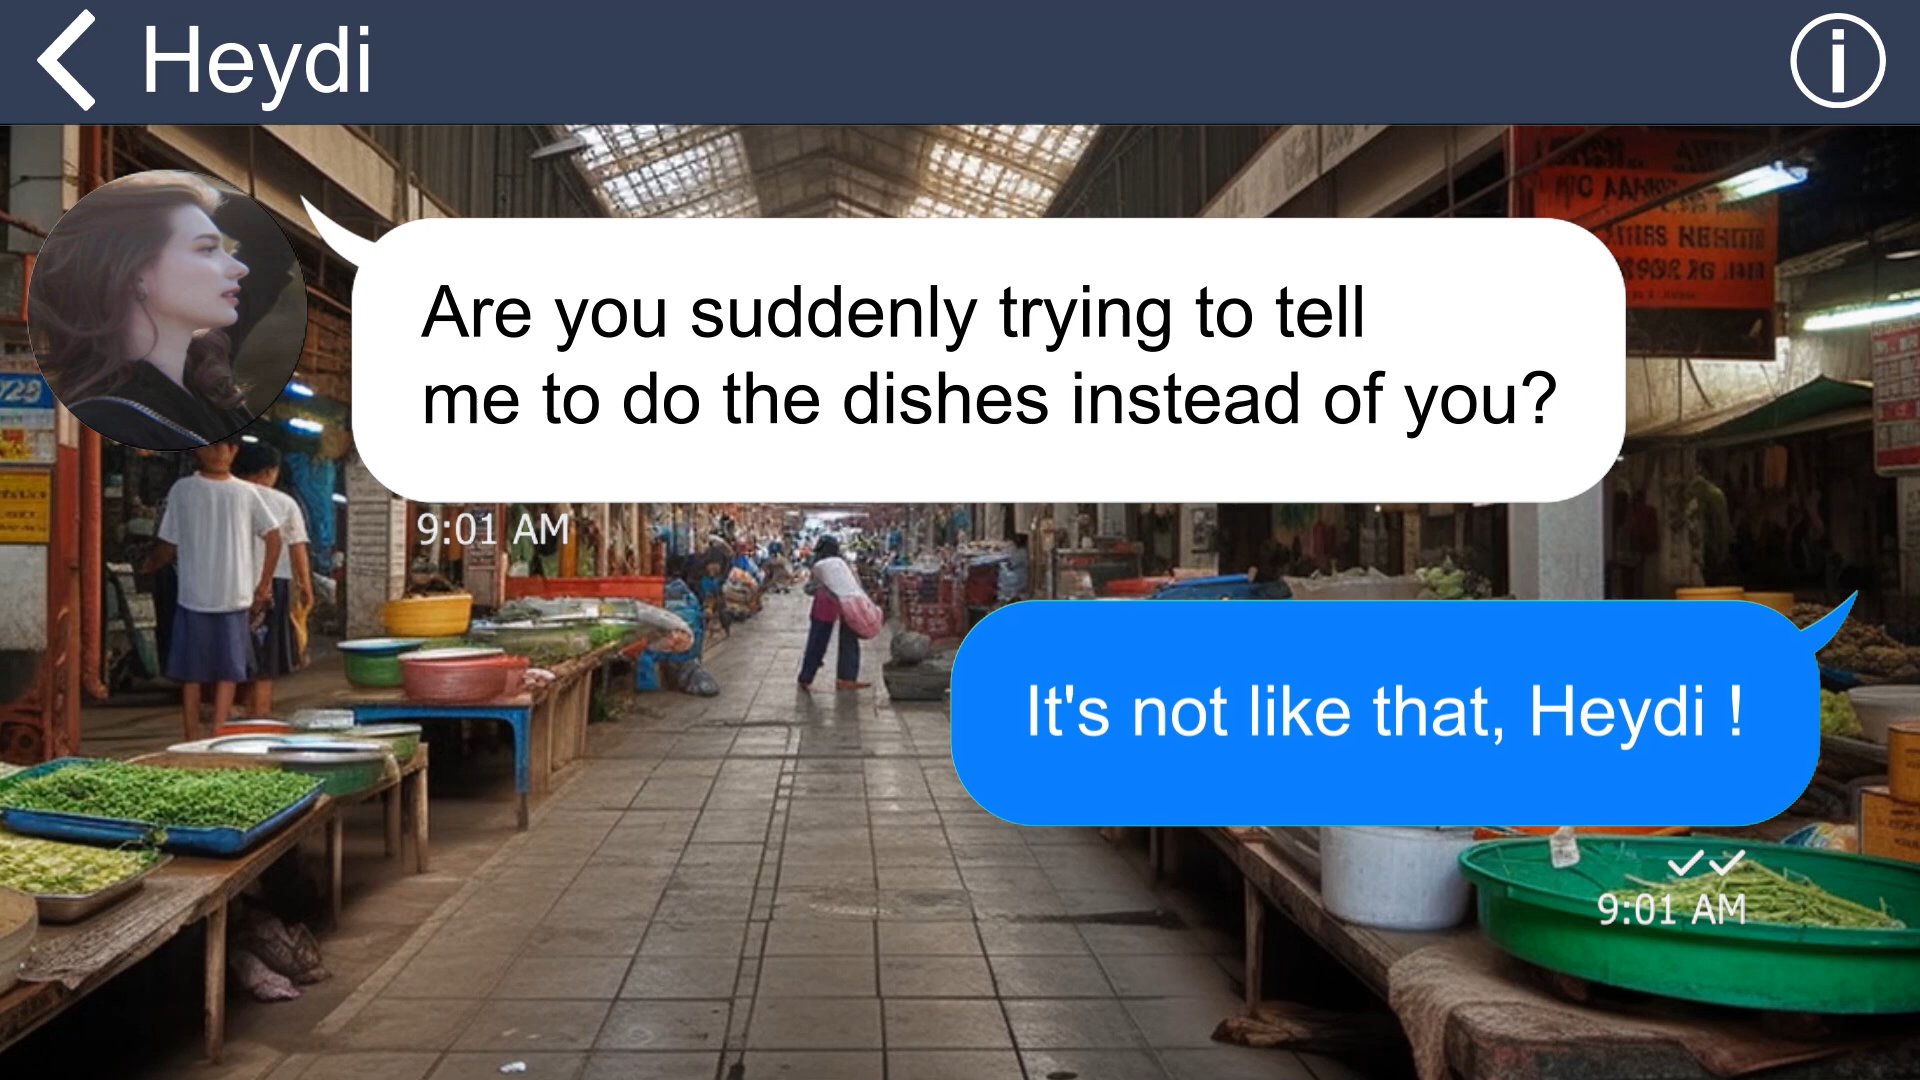 Heydi
Are you suddenly trying to tell
me to do the dishes instead of you?
9:01 AM
It's not like that, Heydi !
9:01 AM